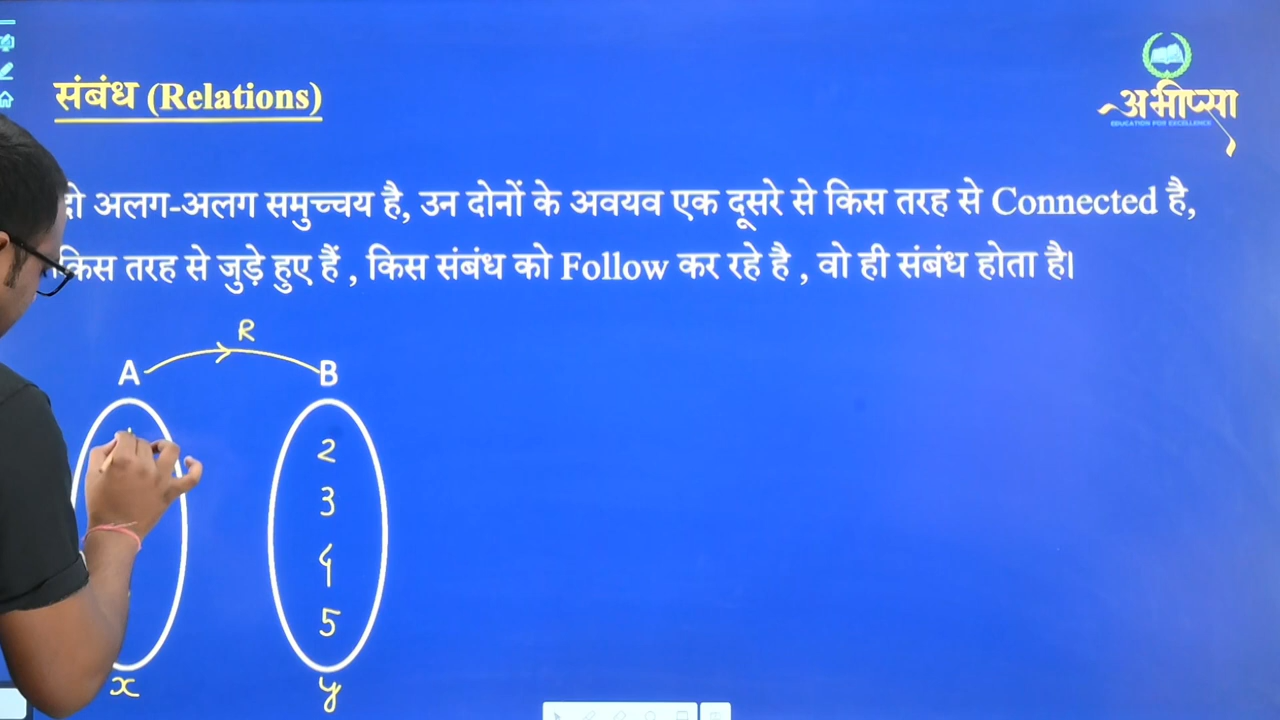 संबंध (Relations)
अभीप्सा
EDUCATION FOR EXCELLENCE
दो अलग-अलग समुच्चय है, उन दोनों के अवयव एक दूसरे से किस तरह से Connected है,
किस तरह से जुड़े हुए हैं , किस संबंध को Follow कर रहे है , वो ही संबंध होता है।
R
A B
2
3
4
5
x y